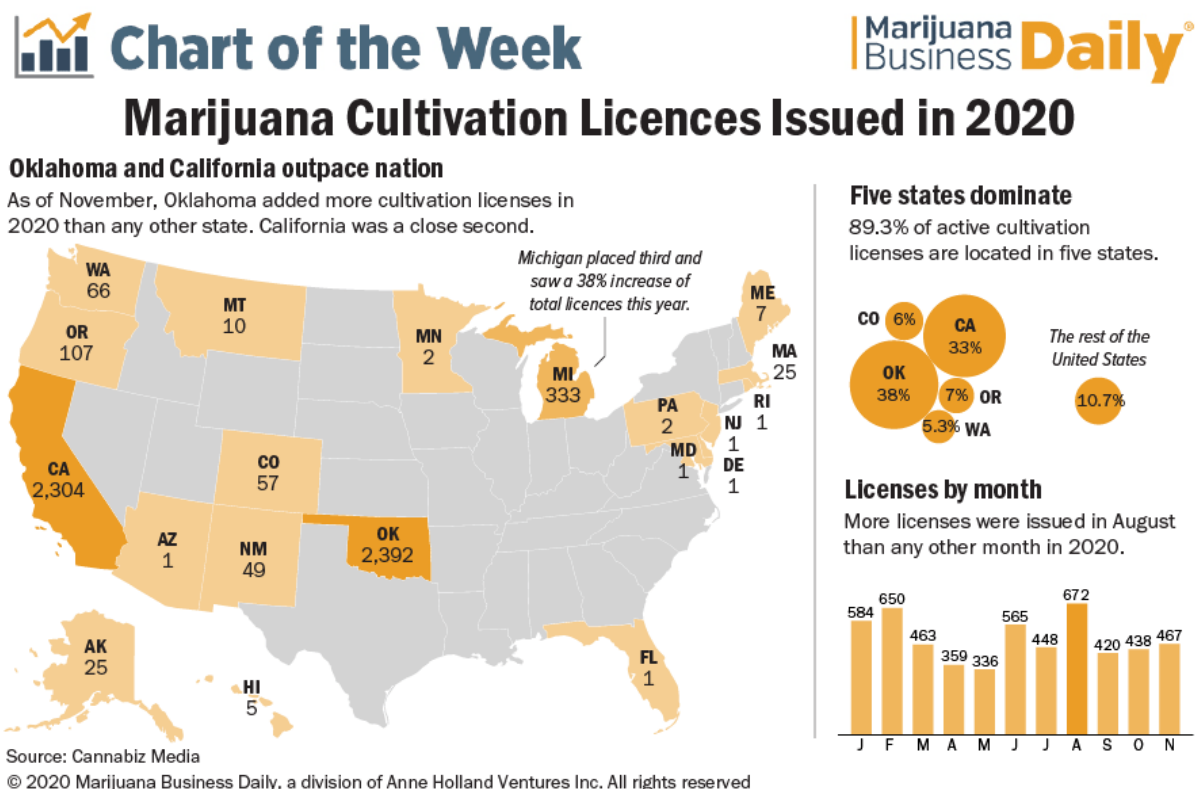 Chart of the Week
Marijuana
Business
Daily®
Marijuana Cultivation Licences Issued in 2020
Oklahoma and California outpace nation
As of November, Oklahoma added more cultivation licenses in
2020 than any other state. California was a close second.
Michigan placed third and
saw a 38% increase of
total licences this year.
WA
66
OR
107
MT
10
MN
2
MI
333
ME
7
MA
25
RI
1
PA
2
NJ
1
MD
1
DE
1
CA
2,304
CO
57
AZ
1
NM
49
OK
2,392
AK
25
HI
5
FL
1
Source: Cannabiz Media
© 2020 Marijuana Business Daily, a division of Anne Holland Ventures Inc. All rights reserved
Five states dominate
89.3% of active cultivation
licenses are located in five states.
CO 6%
CA
33%
OK
38%
7% OR
5.3% WA
The rest of the
United States
10.7%
Licenses by month
More licenses were issued in August
than any other month in 2020.
584 650 463 359 336 565 448 672 420 438 467
J F M A M J J A S O N